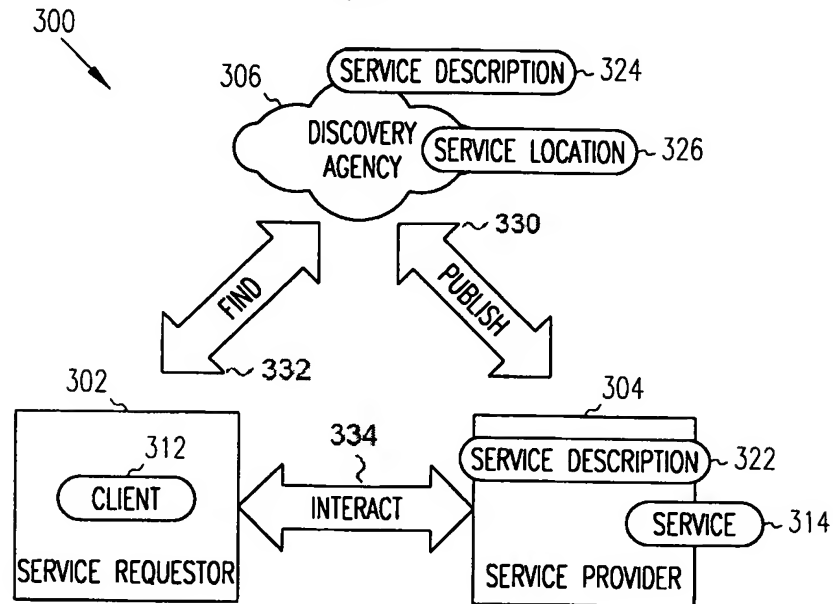 300
306
SERVICE DESCRIPTION
324
DISCOVERY
AGENCY
SERVICE LOCATION
326
330
FIND
PUBLISH
332
302
304
312
334
SERVICE DESCRIPTION
322
CLIENT
INTERACT
SERVICE
314
SERVICE REQUESTOR
SERVICE PROVIDER